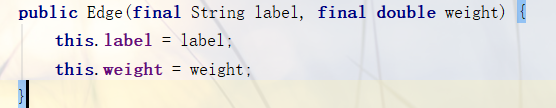 public Edge(final String label, final double weight) {
    this.label = label;
    this.weight = weight;
}